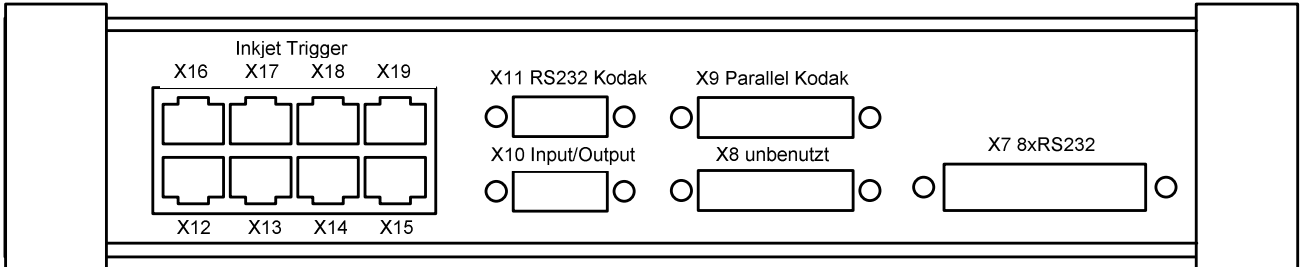 Inkjet Trigger
X16 X17 X18 X19
X11 RS232 Kodak
X9 Parallel Kodak
X7 8xRS232
X10 Input/Output
X8 unbenutzt
X12 X13 X14 X15